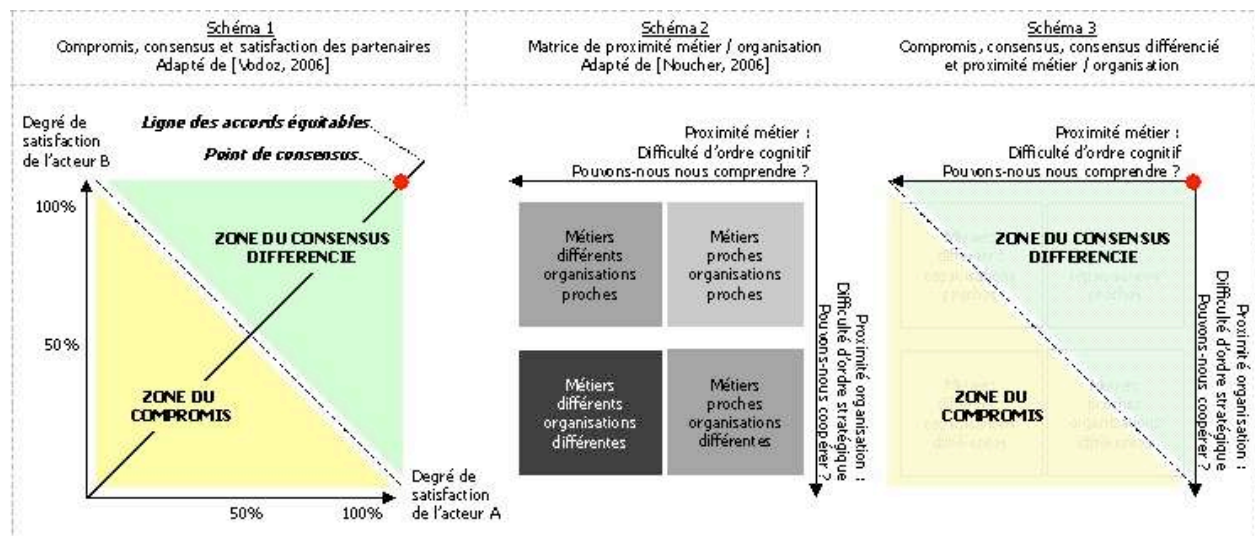 Schéma 1
Compromis, consensus et satisfaction des partenaires
Adapté de [Vodoz, 2006]
Schéma 2
Matrice de proximité métier / organisation
Adapté de [Noucher, 2006]
Schéma 3
Compromis, consensus, consensus différencié
et proximité métier / organisation
Degré de
satisfaction
de l'acteur B
Ligne des accords équitables
Point de consensus
100%
50%
ZONE DU CONSENSUS
DIFFERENCIE
ZONE DU
COMPROMIS
50%
100%
Degré de
satisfaction
de l'acteur A
Proximité métier :
Difficulté d'ordre cognitif
Pouvons-nous nous comprendre ?
Métiers
différents
organisations
proches
Métiers
proches
organisations
proches
Métiers
différents
organisations
différentes
Métiers
proches
organisations
différentes
Proximité organisation :
Difficulté d'ordre stratégique
Pouvons-nous coopérer ?
Proximité métier :
Difficulté d'ordre cognitif
Pouvons-nous nous comprendre ?
ZONE DU CONSENSUS
DIFFERENCIE
ZONE DU
COMPROMIS
Proximité organisation :
Difficulté d'ordre stratégique
Pouvons-nous coopérer ?